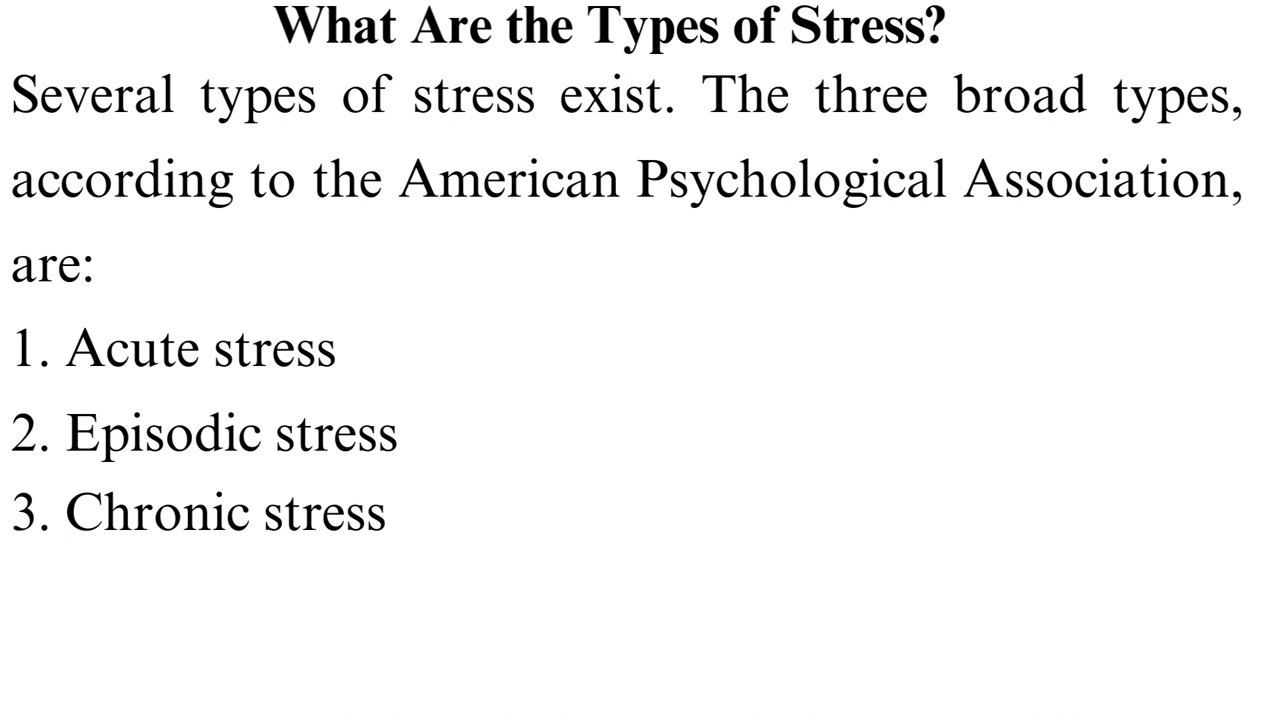 What Are the Types of Stress?
Several types of stress exist. The three broad types,
according to the American Psychological Association,
are:
1. Acute stress
2. Episodic stress
3. Chronic stress